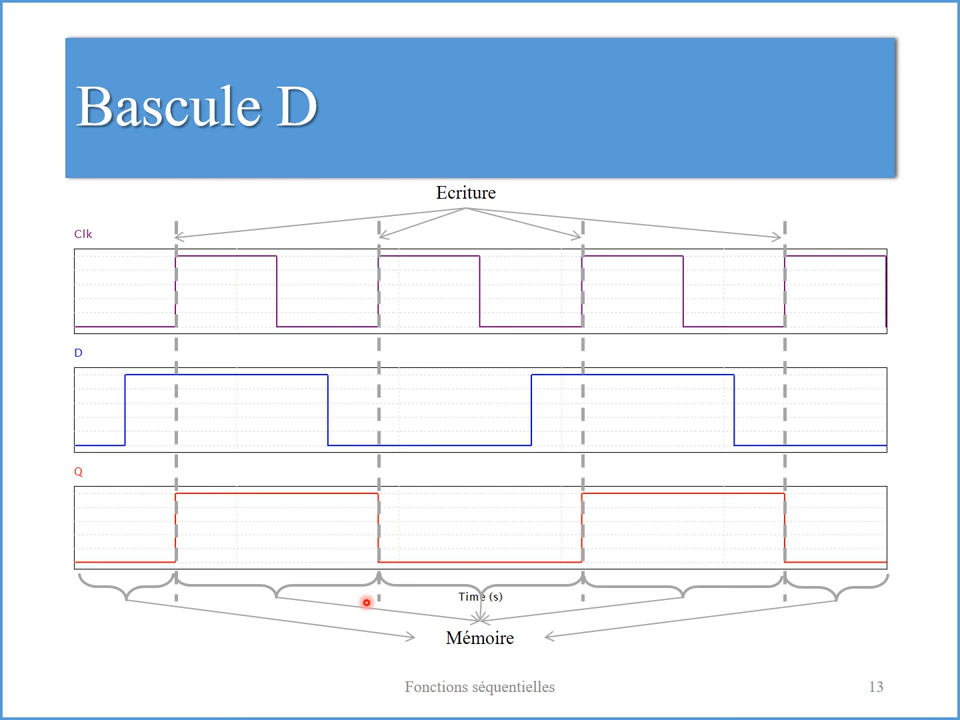 Bascule D
Ecriture
Clk
D
Q
Time (s)
Mémoire
Fonctions séquentielles
13